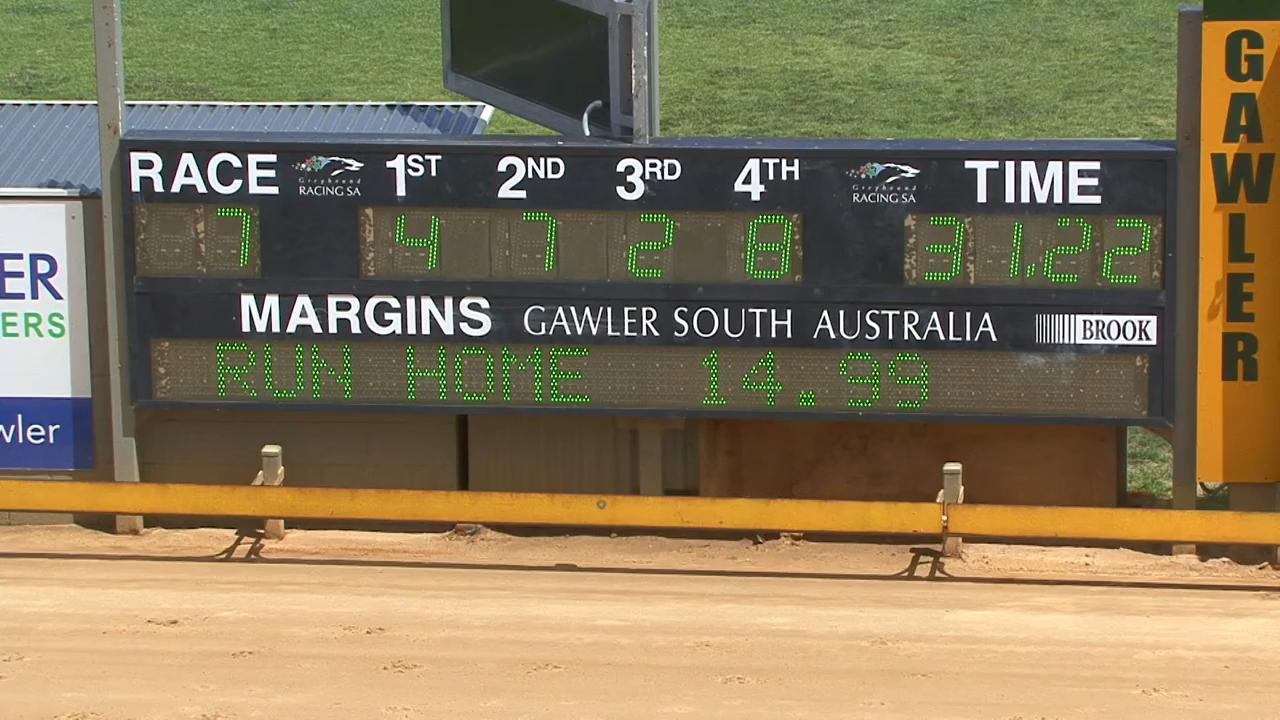 GAWLER
RACE 1ST 2ND 3RD 4TH TIME
Greyhound RACING SA
Greyhound RACING SA
7 4 7 2 8 31.22
MARGINS GAWLER SOUTH AUSTRALIA BROOK
RUN HOME 14.99
ER
ERS
wler